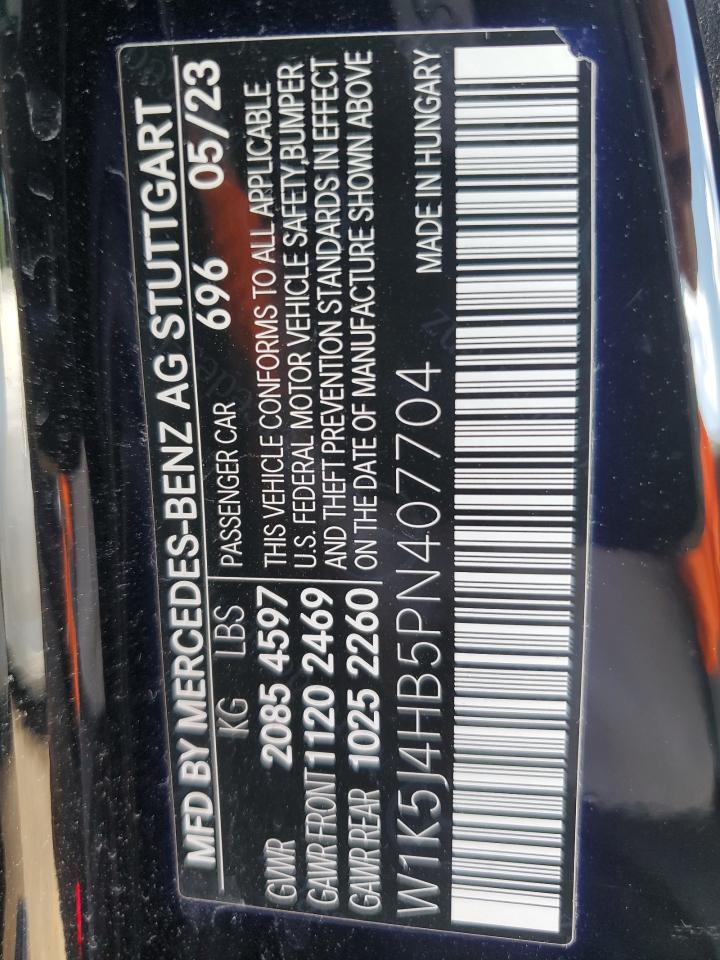 MFD BY MERCEDES-BENZ AG STUTTGART
696 05/23
KG LBS
GVWR 2085 4597
GAWR FRONT 1120 2469
GAWR REAR 1025 2260
PASSENGER CAR
THIS VEHICLE CONFORMS TO ALL APPLICABLE
U.S. FEDERAL MOTOR VEHICLE SAFETY,BUMPER
AND THEFT PREVENTION STANDARDS IN EFFECT
ON THE DATE OF MANUFACTURE SHOWN ABOVE
W1K5J4HB5PN407704
MADE IN HUNGARY